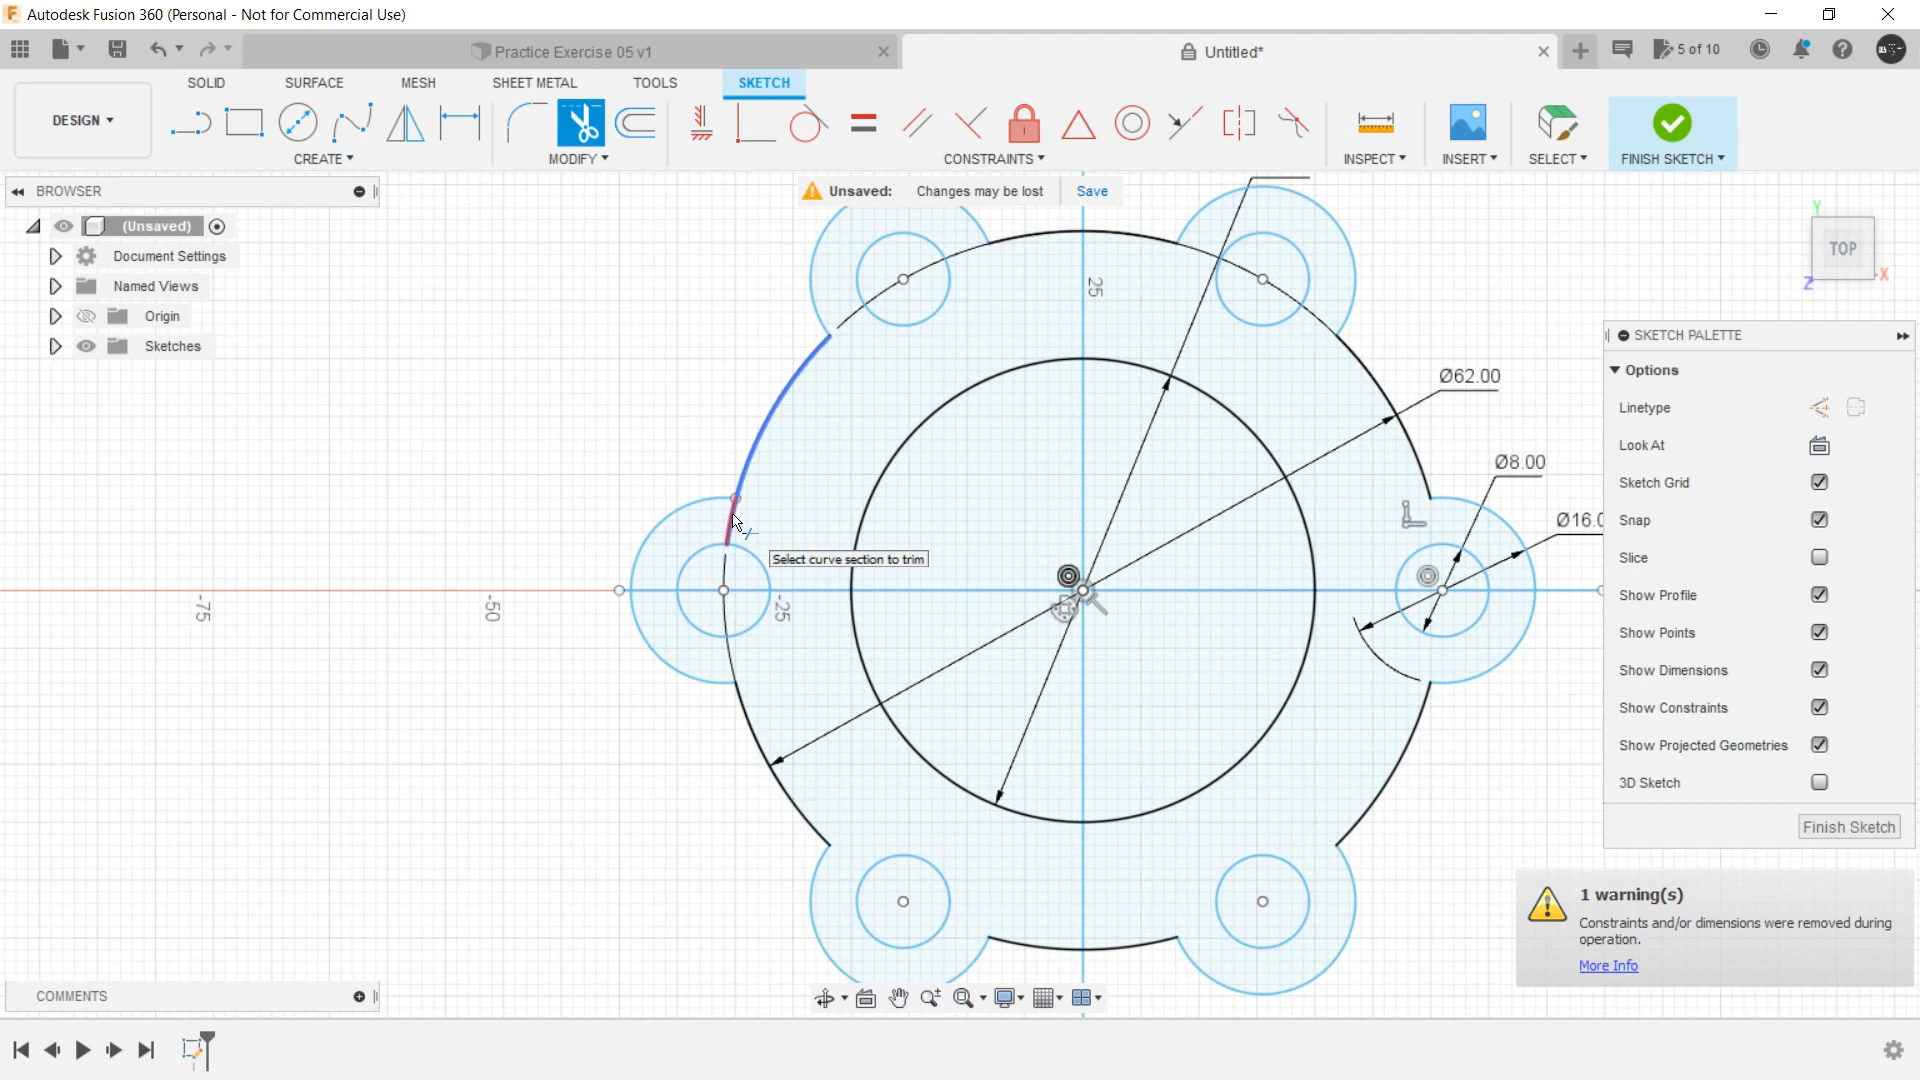 Autodesk Fusion 360 (Personal - Not for Commercial Use)
Practice Exercise 05 v1
Untitled*
5 of 10
SOLID
SURFACE
MESH
SHEET METAL
TOOLS
SKETCH
DESIGN
CREATE
MODIFY
CONSTRAINTS
INSPECT
INSERT
SELECT
FINISH SKETCH
BROWSER
Unsaved: Changes may be lost Save
(Unsaved)
Document Settings
Named Views
Origin
Sketches
Y
TOP
Z
X
25
Ø62.00
Ø8.00
Ø16.0
-75
-50
-25
Select curve section to trim
SKETCH PALETTE
Options
Linetype
Look At
Sketch Grid
Snap
Slice
Show Profile
Show Points
Show Dimensions
Show Constraints
Show Projected Geometries
3D Sketch
Finish Sketch
1 warning(s)
Constraints and/or dimensions were removed during
operation.
More Info
COMMENTS